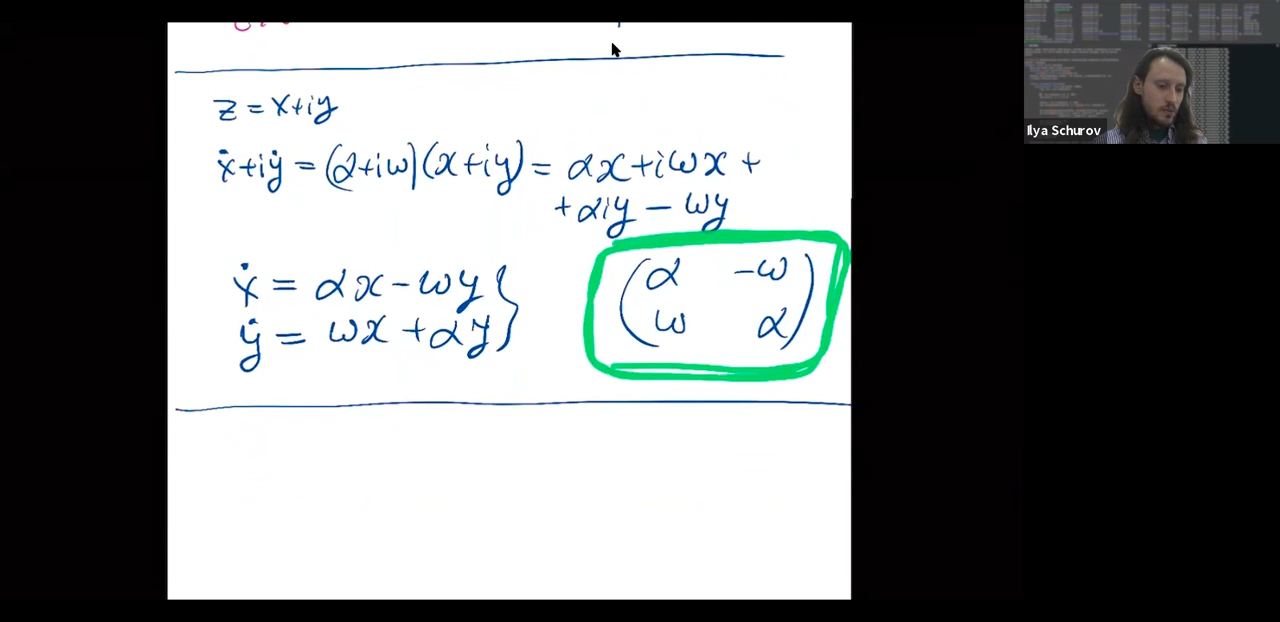 z = x+iy
ẋ+iẏ = (α+iω)(x+iy) = αx+iωx +
+αiy − ωy
ẋ = αx−ωy
ẏ = ωx+αy }
(α −ω
ω α)
Ilya Schurov